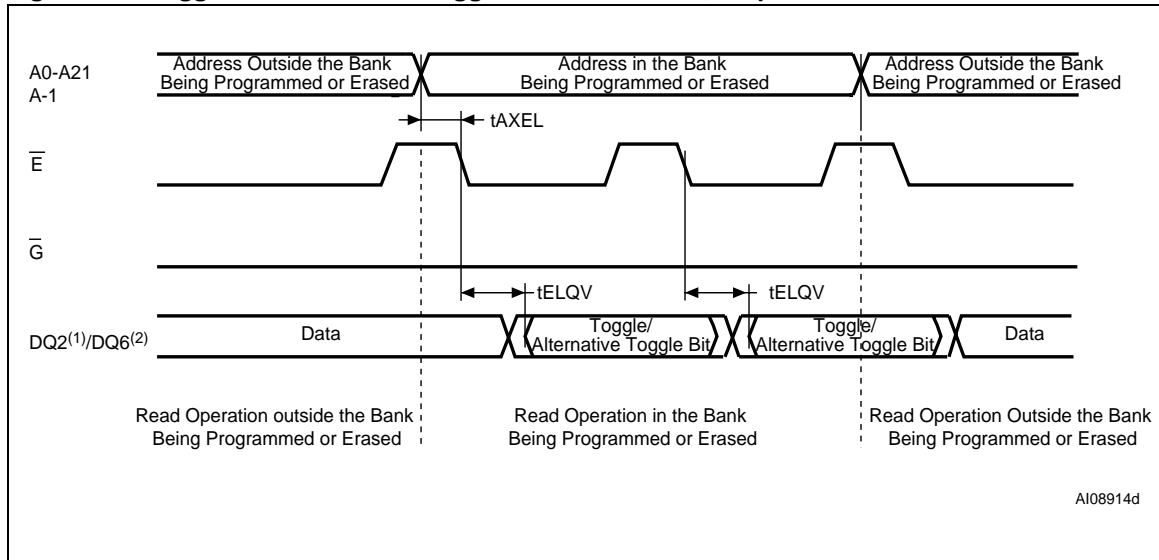 A0-A21
A-1
Address Outside the Bank
Being Programmed or Erased
Address in the Bank
Being Programmed or Erased
Address Outside the Bank
Being Programmed or Erased
tAXEL
E
G
tELQV
tELQV
DQ2(1)/DQ6(2)
Data
Toggle/
Alternative Toggle Bit
Toggle/
Alternative Toggle Bit
Data
Read Operation outside the Bank
Being Programmed or Erased
Read Operation in the Bank
Being Programmed or Erased
Read Operation Outside the Bank
Being Programmed or Erased
AI08914d